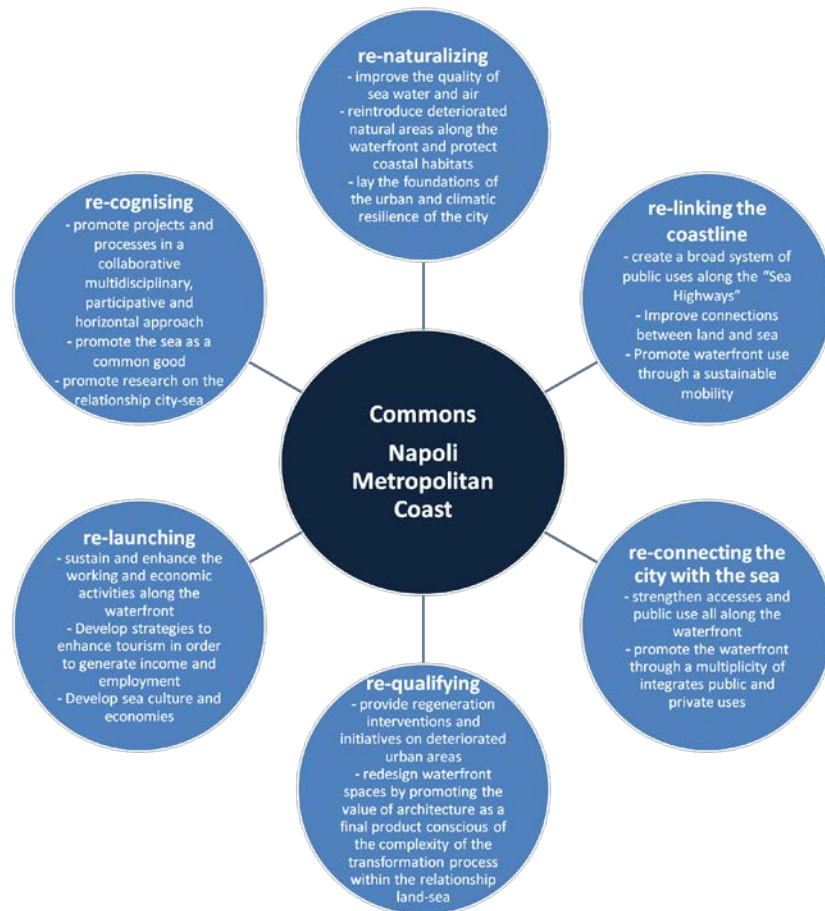 re-naturalizing
- improve the quality of
sea water and air
- reintroduce deteriorated
natural areas along the
waterfront and protect
coastal habitats
- lay the foundations of
the urban and climatic
resilience of the city
re-linking the
coastline
- create a broad system of
public uses along the “Sea
Highways”
- Improve connections
between land and sea
- Promote waterfront use
through a sustainable
mobility
re-connecting the
city with the sea
- strengthen accesses and
public use all along the
waterfront
- promote the waterfront
through a multiplicity of
integrates public and
private uses
re-qualifying
- provide regeneration
interventions and
initiatives on deteriorated
urban areas
- redesign waterfront
spaces by promoting the
value of architecture as a
final product conscious of
the complexity of the
transformation process
within the relationship
land-sea
re-launching
- sustain and enhance the
working and economic
activities along the
waterfront
- Develop strategies to
enhance tourism in order
to generate income and
employment
- Develop sea culture and
economies
re-cognising
- promote projects and
processes in a
collaborative
multidisciplinary,
participative and
horizontal approach
- promote the sea as a
common good
- promote research on the
relationship city-sea
Commons
Napoli
Metropolitan
Coast